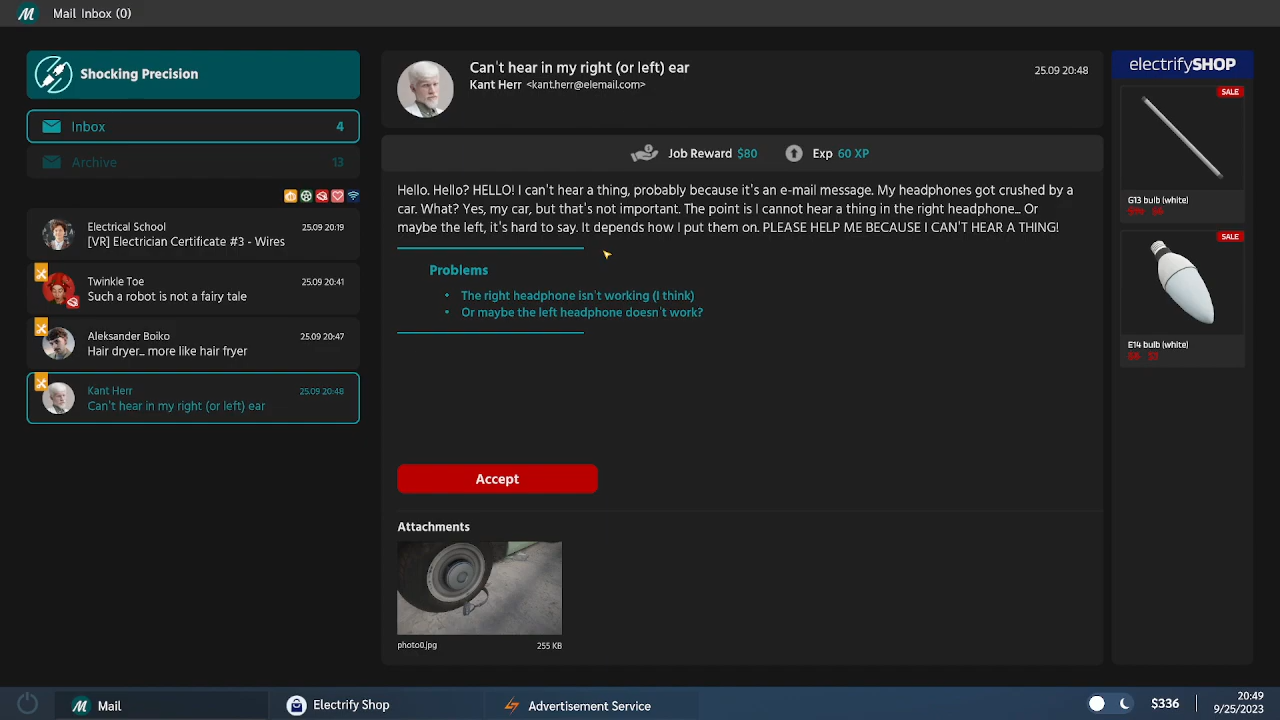 Mail Inbox (0)
Shocking Precision
Inbox 4
Archive 13
Electrical School 25.09 20:19
[VR] Electrician Certificate #3 - Wires
Twinkle Toe 25.09 20:41
Such a robot is not a fairy tale
Aleksander Boiko 25.09 20:47
Hair dryer... more like hair fryer
Kant Herr 25.09 20:48
Can't hear in my right (or left) ear
Can't hear in my right (or left) ear
Kant Herr <kant.herr@elemail.com>
25.09 20:48
Job Reward $80 Exp 60 XP
Hello. Hello? HELLO! I can't hear a thing, probably because it's an e-mail message. My headphones got crushed by a
car. What? Yes, my car, but that's not important. The point is I cannot hear a thing in the right headphone... Or
maybe the left, it's hard to say. It depends how I put them on. PLEASE HELP ME BECAUSE I CAN'T HEAR A THING!
Problems
• The right headphone isn't working (I think)
• Or maybe the left headphone doesn't work?
Accept
Attachments
photo0.jpg 255 KB
electrifySHOP
SALE
G13 bulb (white)
SALE
E14 bulb (white)
Mail
Electrify Shop
Advertisement Service
$336
20:49
9/25/2023